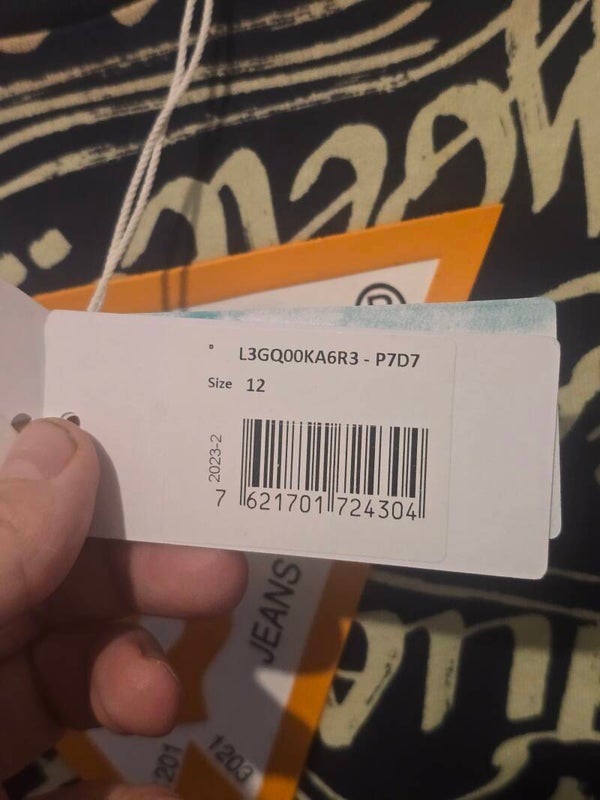 ®
L3GQ00KA6R3 - P7D7
Size 12
2023-2
7 621701 724304
JEANS
201 1203